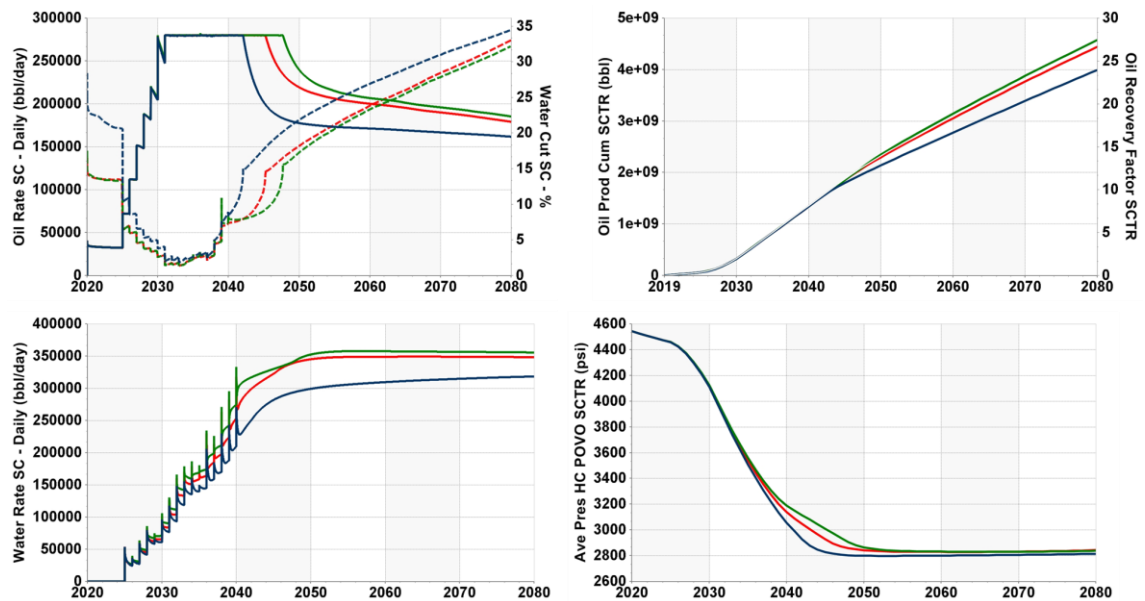 300000
250000
200000
150000
100000
50000
0
Oil Rate SC - Daily (bbl/day)
35
30
25
20
15
10
5
0
Water Cut SC - %
2020 2030 2040 2050 2060 2070 2080
5e+09
4e+09
3e+09
2e+09
1e+09
0
Oil Prod Cum SCTR (bbl)
30
25
20
15
10
5
0
Oil Recovery Factor SCTR
2019 2030 2040 2050 2060 2070 2080
400000
350000
300000
250000
200000
150000
100000
50000
0
Water Rate SC - Daily (bbl/day)
2020 2030 2040 2050 2060 2070 2080
4600
4400
4200
4000
3800
3600
3400
3200
3000
2800
2600
Ave Pres HC POVO SCTR (psi)
2020 2030 2040 2050 2060 2070 2080